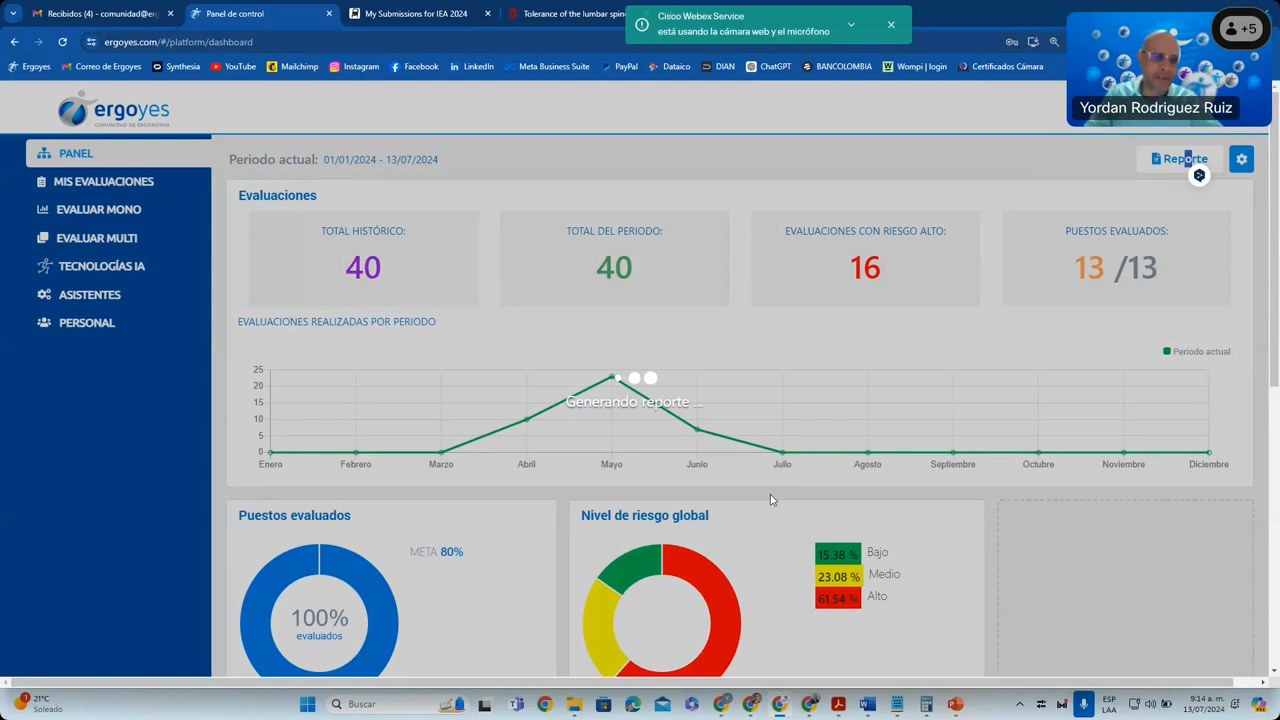 Recibidos (40) - comunidad@erg
Panel de control
My Submissions for IEA 2024
Tolerance of the lumbar spin
Cisco Webex Service
está usando la cámara web y el micrófono
+5
ergoyes.com/#/platform/dashboard
Ergoyes
Correo de Ergoyes
Synthesia
YouTube
Mailchimp
Instagram
Facebook
LinkedIn
Meta Business Suite
PayPal
Dataico
DIAN
ChatGPT
BANCOLOMBIA
Wompi | login
Certificados Cámara
Yordan Rodriguez Ruiz
ergoyes
COMUNIDAD DE ERGONOMÍA
PANEL
MIS EVALUACIONES
EVALUAR MONO
EVALUAR MULTI
TECNOLOGÍAS IA
ASISTENTES
PERSONAL
Periodo actual: 01/01/2024 - 13/07/2024
Reporte
Evaluaciones
TOTAL HISTÓRICO:
40
TOTAL DEL PERIODO:
40
EVALUACIONES CON RIESGO ALTO:
16
PUESTOS EVALUADOS:
13 /13
EVALUACIONES REALIZADAS POR PERIODO
Periodo actual
25
20
15
10
5
0
Generando reporte ...
Enero Febrero Marzo Abril Mayo Junio Julio Agosto Septiembre Octubre Noviembre Diciembre
Puestos evaluados
META 80%
100%
evaluados
Nivel de riesgo global
15.38 % Bajo
23.08 % Medio
61.54 % Alto
1
21°C
Soleado
Buscar
ESP
LAA
9:14 a. m.
13/07/2024